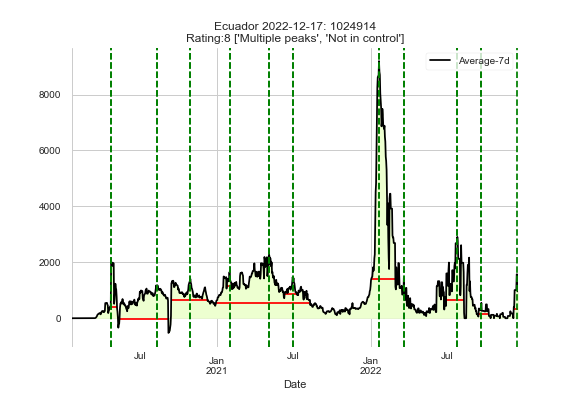 Ecuador 2022-12-17: 1024914
Rating:8 ['Multiple peaks', 'Not in control']
Average-7d
8000
6000
4000
2000
0
Jul
Jan
2021
Jul
Jan
2022
Jul
Date